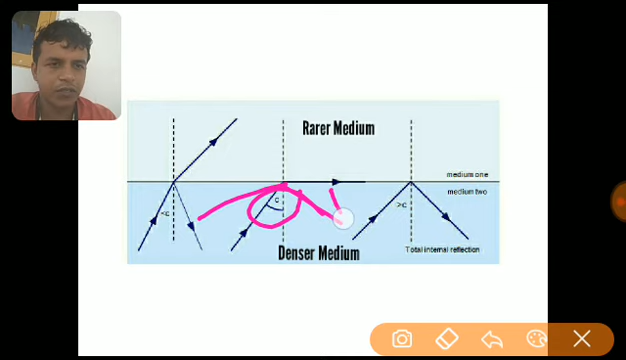 Rarer Medium
medium one
medium two
<c
c
>c
Total internal reflection
Denser Medium